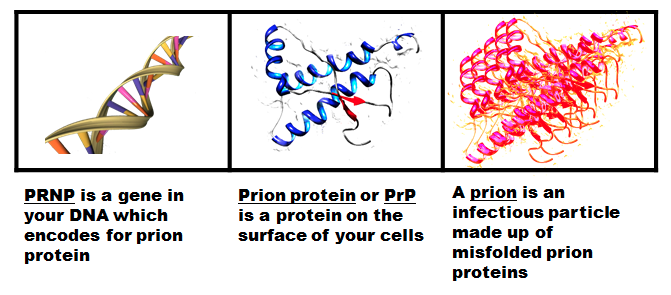 PRNP is a gene in
your DNA which
encodes for prion
protein
Prion protein or PrP
is a protein on the
surface of your cells
A prion is an
infectious particle
made up of
misfolded prion
proteins